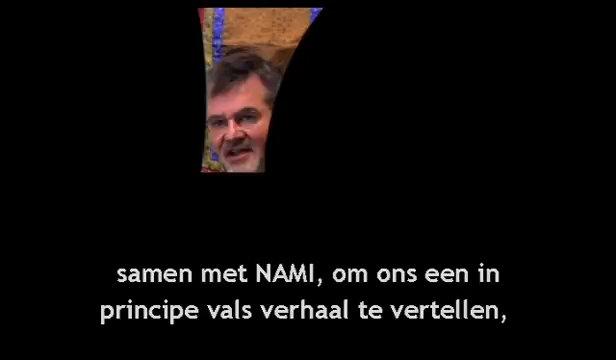 samen met NAMI, om ons een in
principe vals verhaal te vertellen,